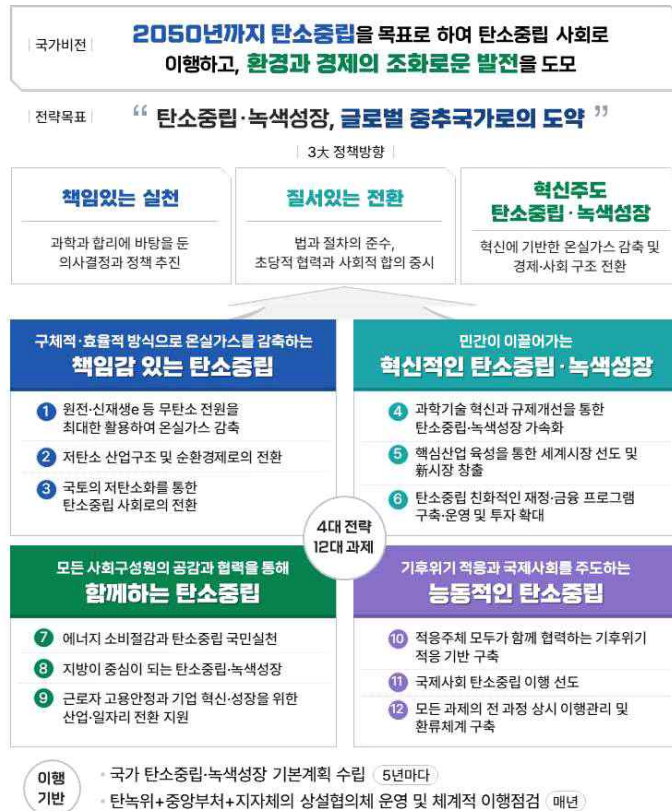 국가비전
2050년까지 탄소중립을 목표로 하여 탄소중립 사회로
이행하고, 환경과 경제의 조화로운 발전을 도모
전략목표
“ 탄소중립·녹색성장, 글로벌 중추국가로의 도약 ”
3大 정책방향
책임있는 실천
과학과 합리에 바탕을 둔
의사결정과 정책 추진
질서있는 전환
법과 절차의 준수,
초당적 협력과 사회적 합의 중시
혁신주도
탄소중립·녹색성장
혁신에 기반한 온실가스 감축 및
경제·사회 구조 전환
구체적·효율적 방식으로 온실가스를 감축하는
책임감 있는 탄소중립
1 원전·신재생e 등 무탄소 전원을
최대한 활용하여 온실가스 감축
2 저탄소 산업구조 및 순환경제로의 전환
3 국토의 저탄소화를 통한
탄소중립 사회로의 전환
민간이 이끌어가는
혁신적인 탄소중립·녹색성장
4 과학기술 혁신과 규제개선을 통한
탄소중립·녹색성장 가속화
5 핵심산업 육성을 통한 세계시장 선도 및
新시장 창출
6 탄소중립 친화적인 재정·금융 프로그램
구축·운영 및 투자 확대
4대 전략
12대 과제
모든 사회구성원의 공감과 협력을 통해
함께하는 탄소중립
7 에너지 소비절감과 탄소중립 국민실천
8 지방이 중심이 되는 탄소중립·녹색성장
9 근로자 고용안정과 기업 혁신·성장을 위한
산업·일자리 전환 지원
기후위기 적응과 국제사회를 주도하는
능동적인 탄소중립
10 적응주체 모두가 함께 협력하는 기후위기
적응 기반 구축
11 국제사회 탄소중립 이행 선도
12 모든 과제의 전 과정 상시 이행관리 및
환류체계 구축
이행
기반
· 국가 탄소중립·녹색성장 기본계획 수립 5년마다
· 탄녹위+중앙부처+지자체의 상설협의체 운영 및 체계적 이행점검 매년